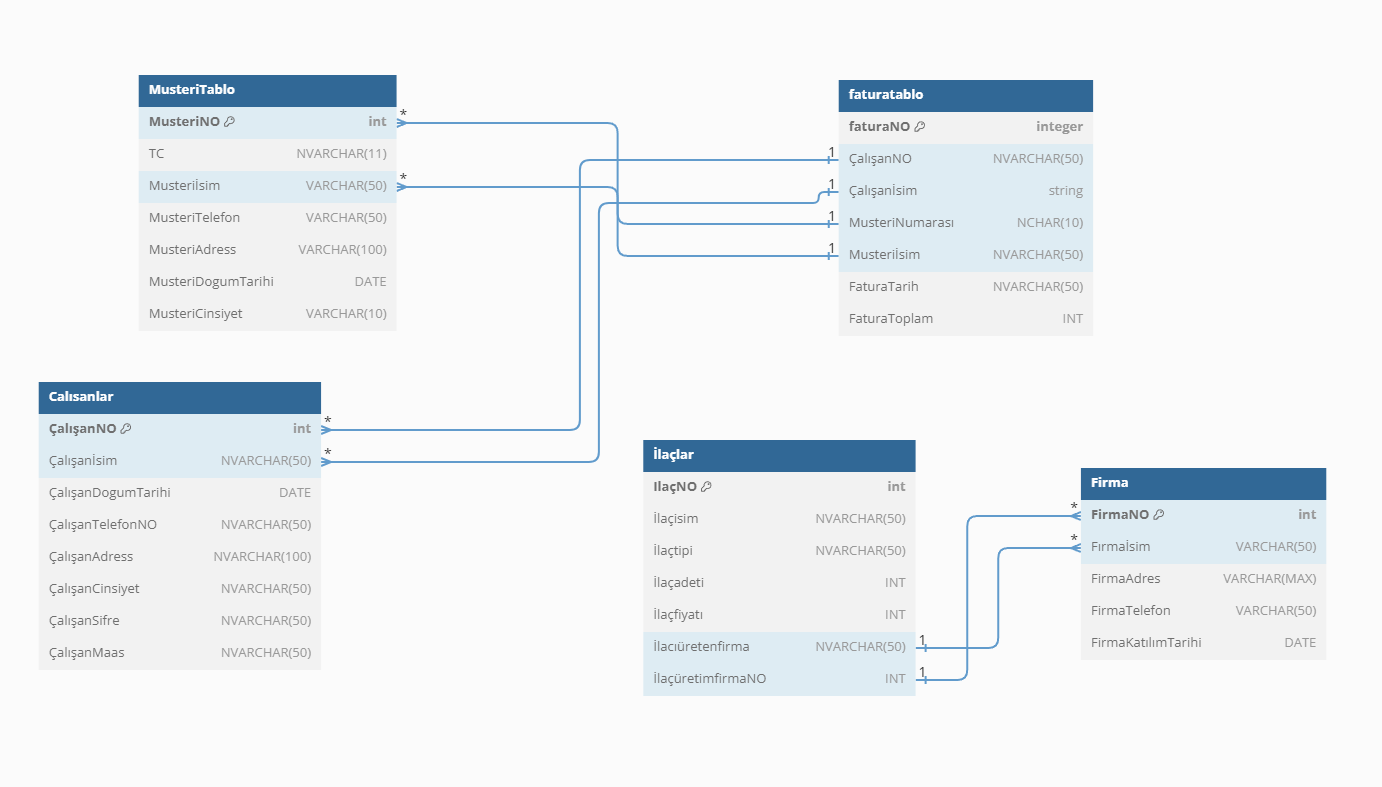 MusteriTablo
MusteriNO int
TC NVARCHAR(11)
Musteriİsim VARCHAR(50)
MusteriTelefon VARCHAR(50)
MusteriAdress VARCHAR(100)
MusteriDogumTarihi DATE
MusteriCinsiyet VARCHAR(10)
*
*
faturatablo
faturaNO integer
ÇalışanNO NVARCHAR(50)
Çalışanİsim string
MusteriNumarası NCHAR(10)
Musteriİsim NVARCHAR(50)
FaturaTarih NVARCHAR(50)
FaturaToplam INT
1
1
1
1
Calısanlar
ÇalışanNO int
Çalışanİsim NVARCHAR(50)
ÇalışanDogumTarihi DATE
ÇalışanTelefonNO NVARCHAR(50)
ÇalışanAdress NVARCHAR(100)
ÇalışanCinsiyet NVARCHAR(50)
ÇalışanSifre NVARCHAR(50)
ÇalışanMaas NVARCHAR(50)
*
*
İlaçlar
IlaçNO int
İlaçisim NVARCHAR(50)
İlaçtipi NVARCHAR(50)
İlaçadeti INT
İlaçfiyatı INT
İlacıüretenfirma NVARCHAR(50)
İlaçüretimfirmaNO INT
1
1
Firma
FirmaNO int
Fırmaİsim VARCHAR(50)
FirmaAdres VARCHAR(MAX)
FirmaTelefon VARCHAR(50)
FirmaKatılımTarihi DATE
*
*